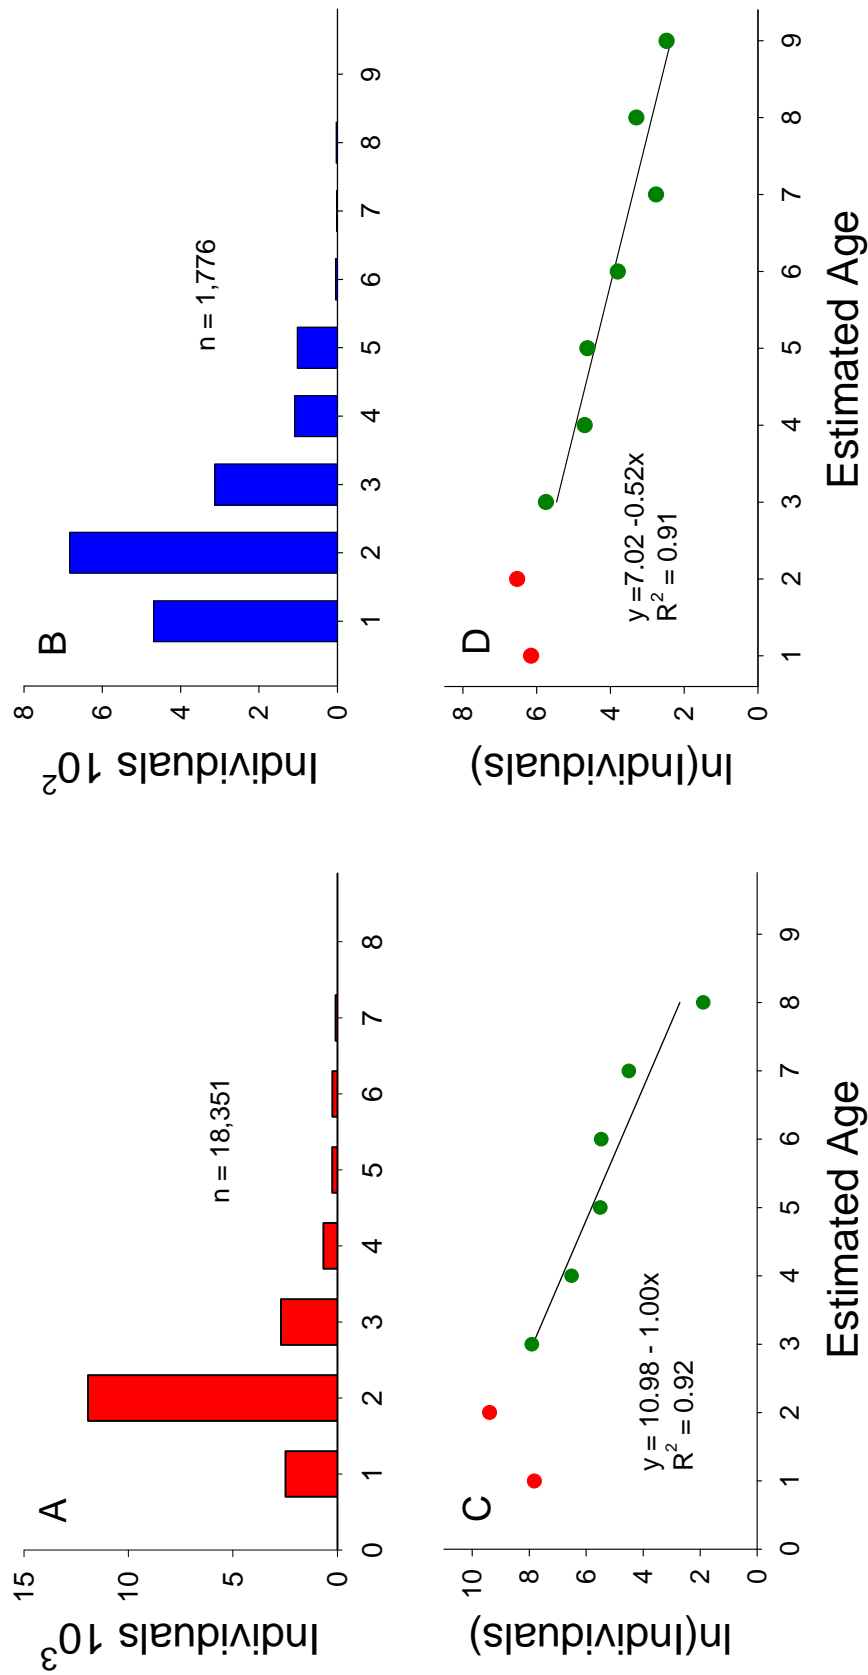 A
n = 18,351
15
10
5
0
Individuals 10³
0 1 2 3 4 5 6 7 8
B
n = 1,776
8
6
4
2
0
Individuals 10²
1 2 3 4 5 6 7 8 9
C
y = 10.98 - 1.00x
R² = 0.92
10
8
6
4
2
0
ln(Individuals)
0 1 2 3 4 5 6 7 8 9
Estimated Age
D
y =7.02 -0.52x
R² = 0.91
8
6
4
2
0
ln(Individuals)
1 2 3 4 5 6 7 8 9
Estimated Age